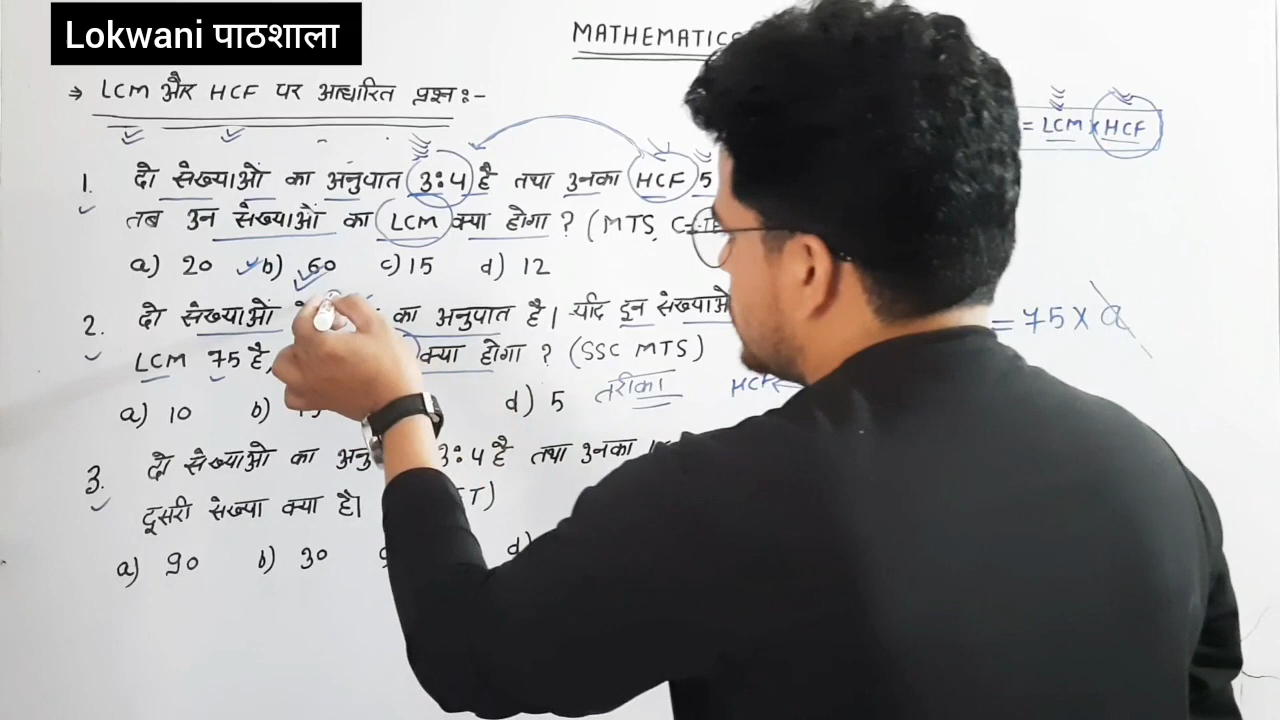 Lokwani पाठशाला
MATHEMATICS
→ LCM और HCF पर आधारित प्रश्न :-
= LCM × HCF
1. दो संख्याओं का अनुपात 3:4 है तथा उनका HCF 5
तब उन संख्याओं का LCM क्या होगा ? (MTS,
a) 20 b) 60 c) 15 d) 12
2. दो संख्याओं का अनुपात है। यदि इन संख्याओं
= 75 ×
LCM 75 है, क्या होगा ? (SSC MTS)
a) 10 b) d) 5 तरीका HCF
3. दो संख्याओं का 3:4 है तथा उनका
दूसरी संख्या क्या है।
a) 90 b) 30 d)